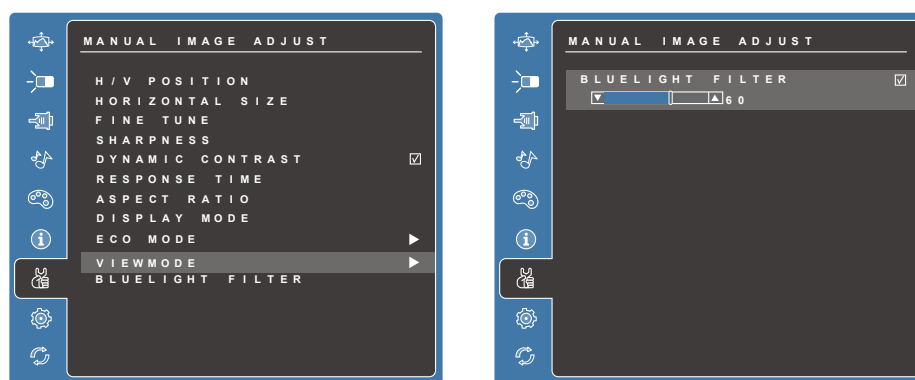 MANUAL IMAGE ADJUST
H/V POSITION
HORIZONTAL SIZE
FINE TUNE
SHARPNESS
DYNAMIC CONTRAST
RESPONSE TIME
ASPECT RATIO
DISPLAY MODE
ECO MODE
VIEWMODE
BLUELIGHT FILTER
MANUAL IMAGE ADJUST
BLUELIGHT FILTER
60